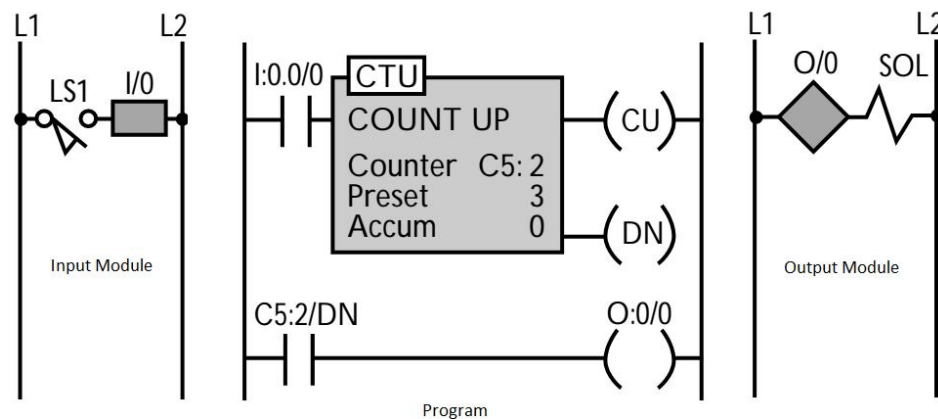 L1
L2
LS1
I/0
Input Module
I:0.0/0
CTU
COUNT UP
Counter C5:2
Preset 3
Accum 0
CU
DN
C5:2/DN
O:0/0
Program
L1
L2
O/0
SOL
Output Module